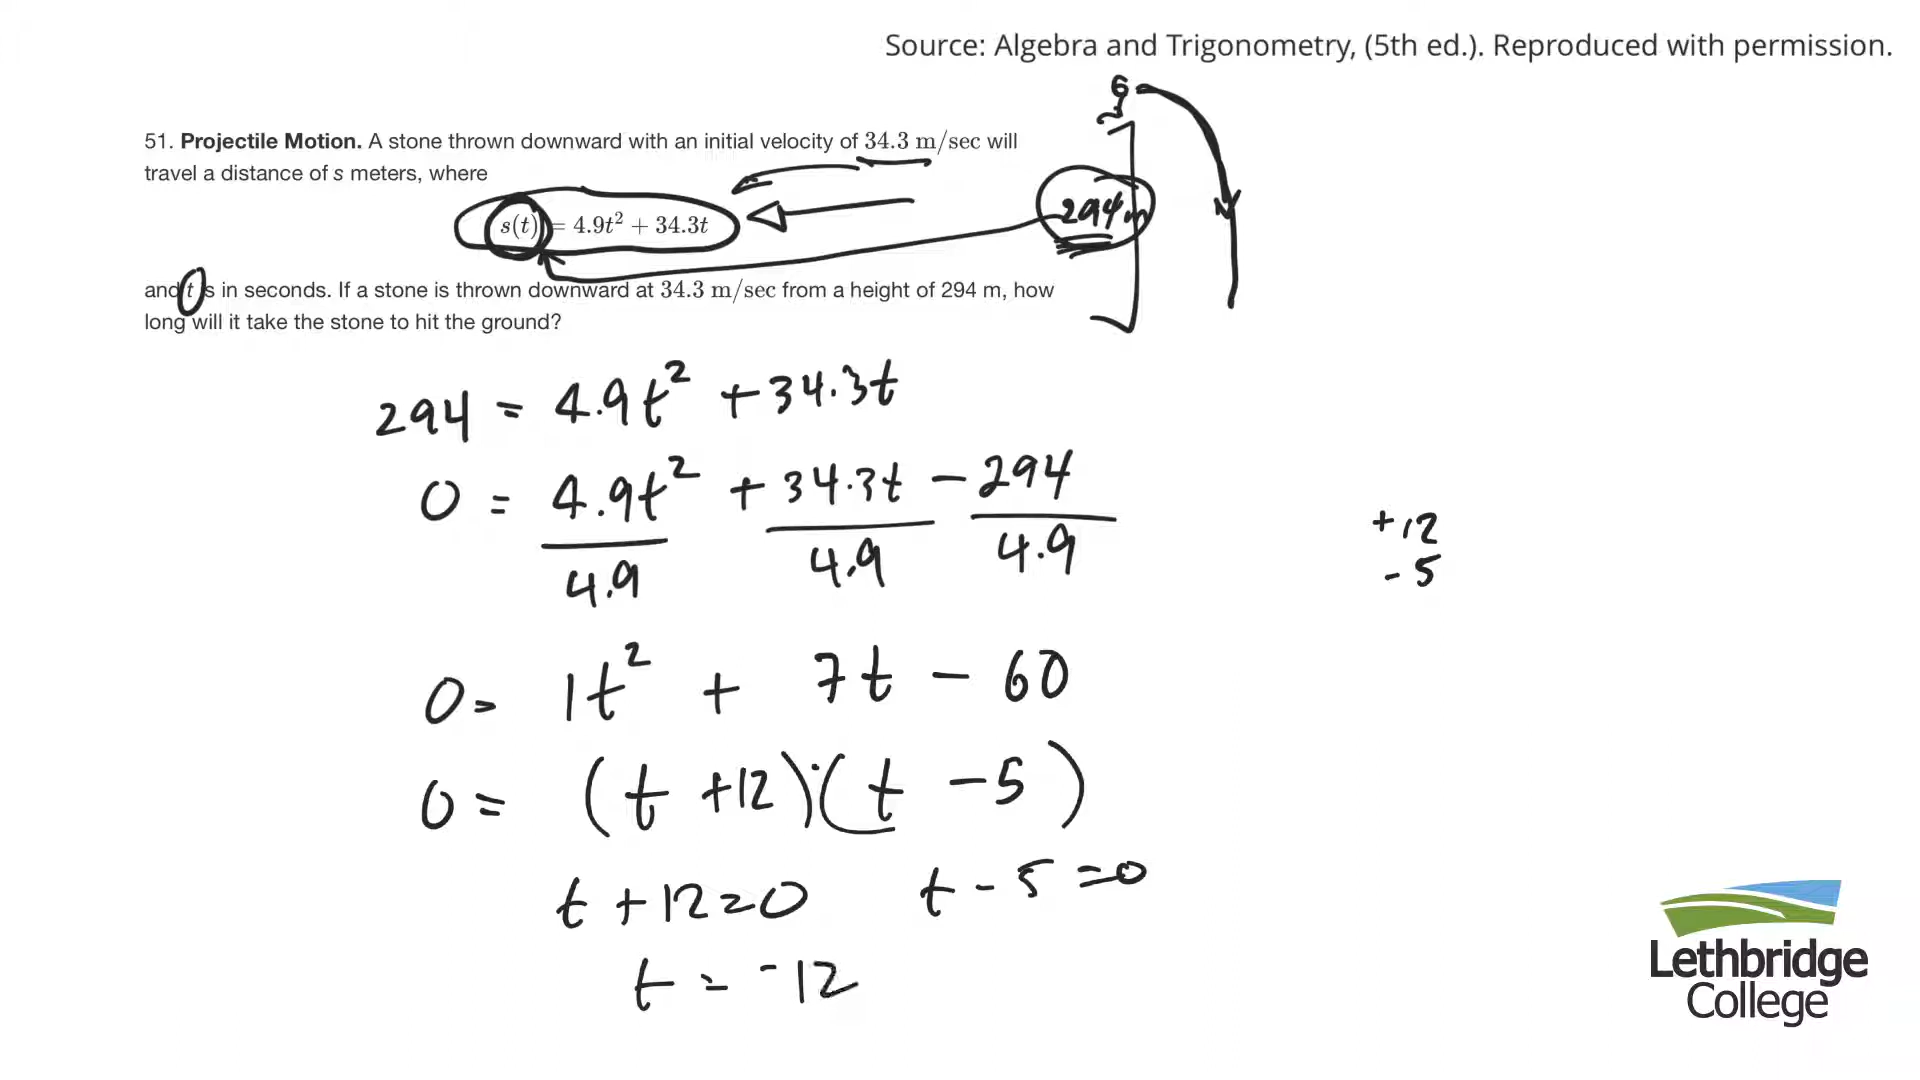 Source: Algebra and Trigonometry, (5th ed.). Reproduced with permission.
51. Projectile Motion. A stone thrown downward with an initial velocity of 34.3 m/sec will
travel a distance of s meters, where
s(t) = 4.9t² + 34.3t
294m
and t is in seconds. If a stone is thrown downward at 34.3 m/sec from a height of 294 m, how
long will it take the stone to hit the ground?
294 = 4.9t² + 34.3t
0 = 4.9t²/4.9 + 34.3t/4.9 - 294/4.9
+12
-5
0 = 1t² + 7t - 60
0 = (t +12)·(t -5)
t + 12 = 0 t - 5 = 0
t = -12
Lethbridge
College